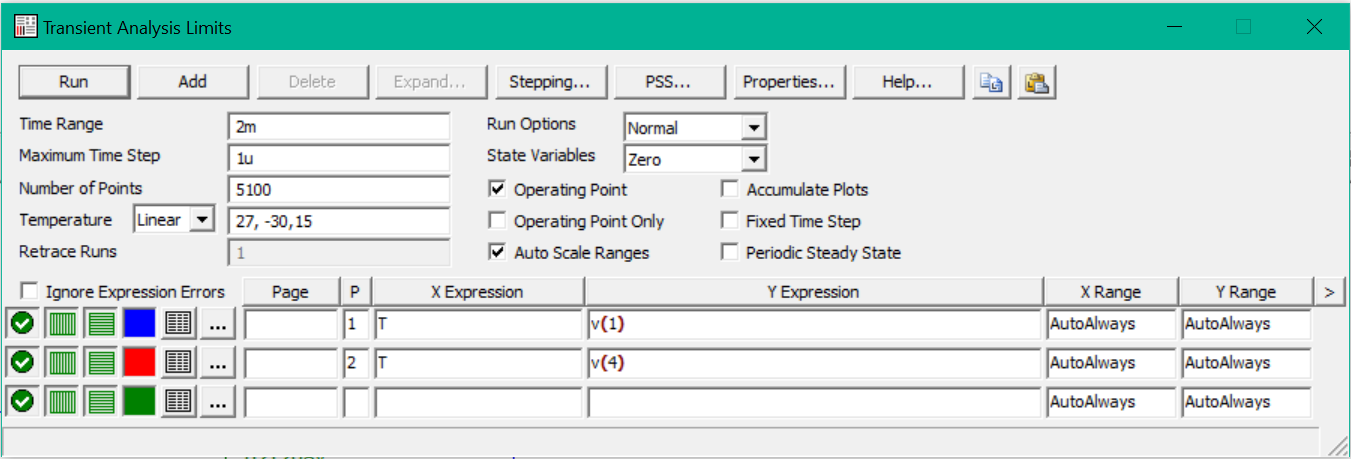 Transient Analysis Limits
Run Add Delete Expand... Stepping... PSS... Properties... Help...
Time Range 2m Run Options Normal
Maximum Time Step 1u State Variables Zero
Number of Points 5100 Operating Point Accumulate Plots
Temperature Linear 27, -30,15 Operating Point Only Fixed Time Step
Retrace Runs 1 Auto Scale Ranges Periodic Steady State
Ignore Expression Errors Page P X Expression Y Expression X Range Y Range >
... 1 T v(1) AutoAlways AutoAlways
... 2 T v(4) AutoAlways AutoAlways
... AutoAlways AutoAlways